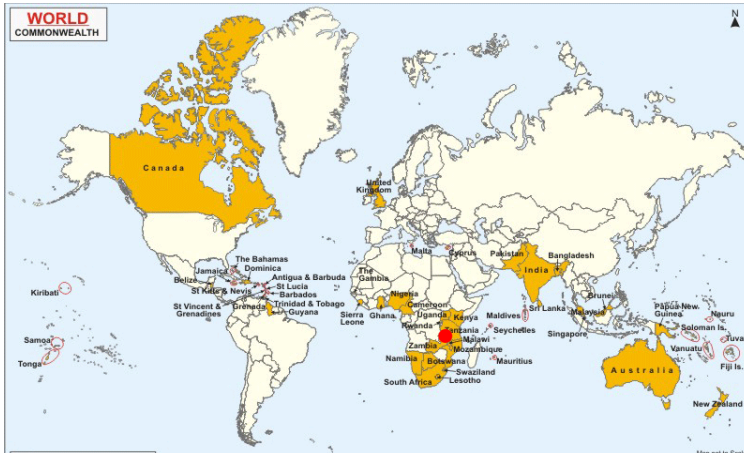 WORLD
COMMONWEALTH
N
Canada
United
Kingdom
The Bahamas
Jamaica
Dominica
Belize
Antigua & Barbuda
St Kitts & Nevis
St Lucia
Barbados
St Vincent &
Grenadines
Grenada
Trinidad & Tobago
Guyana
Kiribati
Samoa
Tonga
Malta
Cyprus
The
Gambia
Sierra
Leone
Ghana
Nigeria
Cameroon
Uganda
Kenya
Rwanda
Tanzania
Malawi
Zambia
Mozambique
Namibia
Botswana
Swaziland
South Africa
Lesotho
Maldives
Seychelles
Mauritius
Pakistan
India
Bangladesh
Sri Lanka
Brunei
Malaysia
Singapore
Papua New
Guinea
Nauru
Soloman Is.
Tuva
Vanuatu
Fiji Is.
Australia
New Zealand